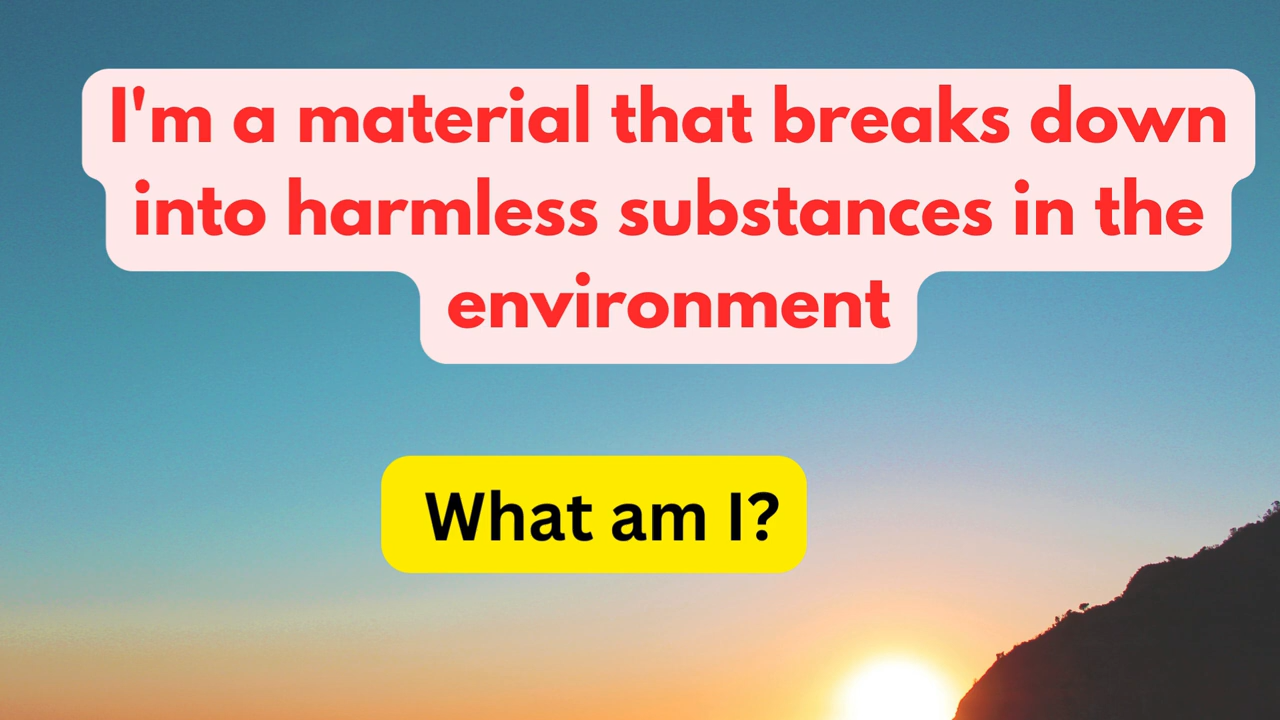 I'm a material that breaks down
into harmless substances in the
environment
What am I?